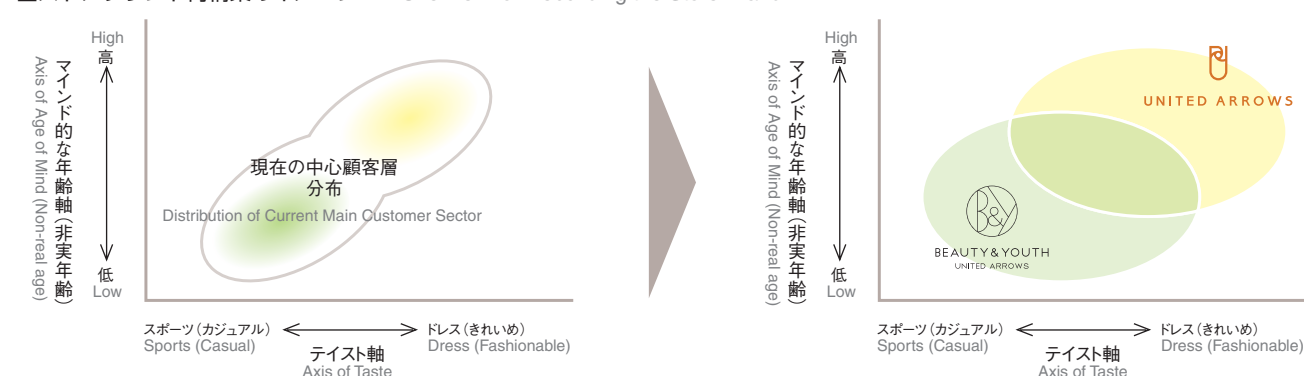 High
高
マインド的な年齢軸（非実年齢）
Axis of Age of Mind (Non-real age)
現在の中心顧客層
分布
Distribution of Current Main Customer Sector
低
Low
スポーツ（カジュアル）
Sports (Casual)
ドレス（きれいめ）
Dress (Fashionable)
テイスト軸
Axis of Taste
High
高
マインド的な年齢軸（非実年齢）
Axis of Age of Mind (Non-real age)
UNITED ARROWS
B&Y
BEAUTY&YOUTH
UNITED ARROWS
低
Low
スポーツ（カジュアル）
Sports (Casual)
ドレス（きれいめ）
Dress (Fashionable)
テイスト軸
Axis of Taste